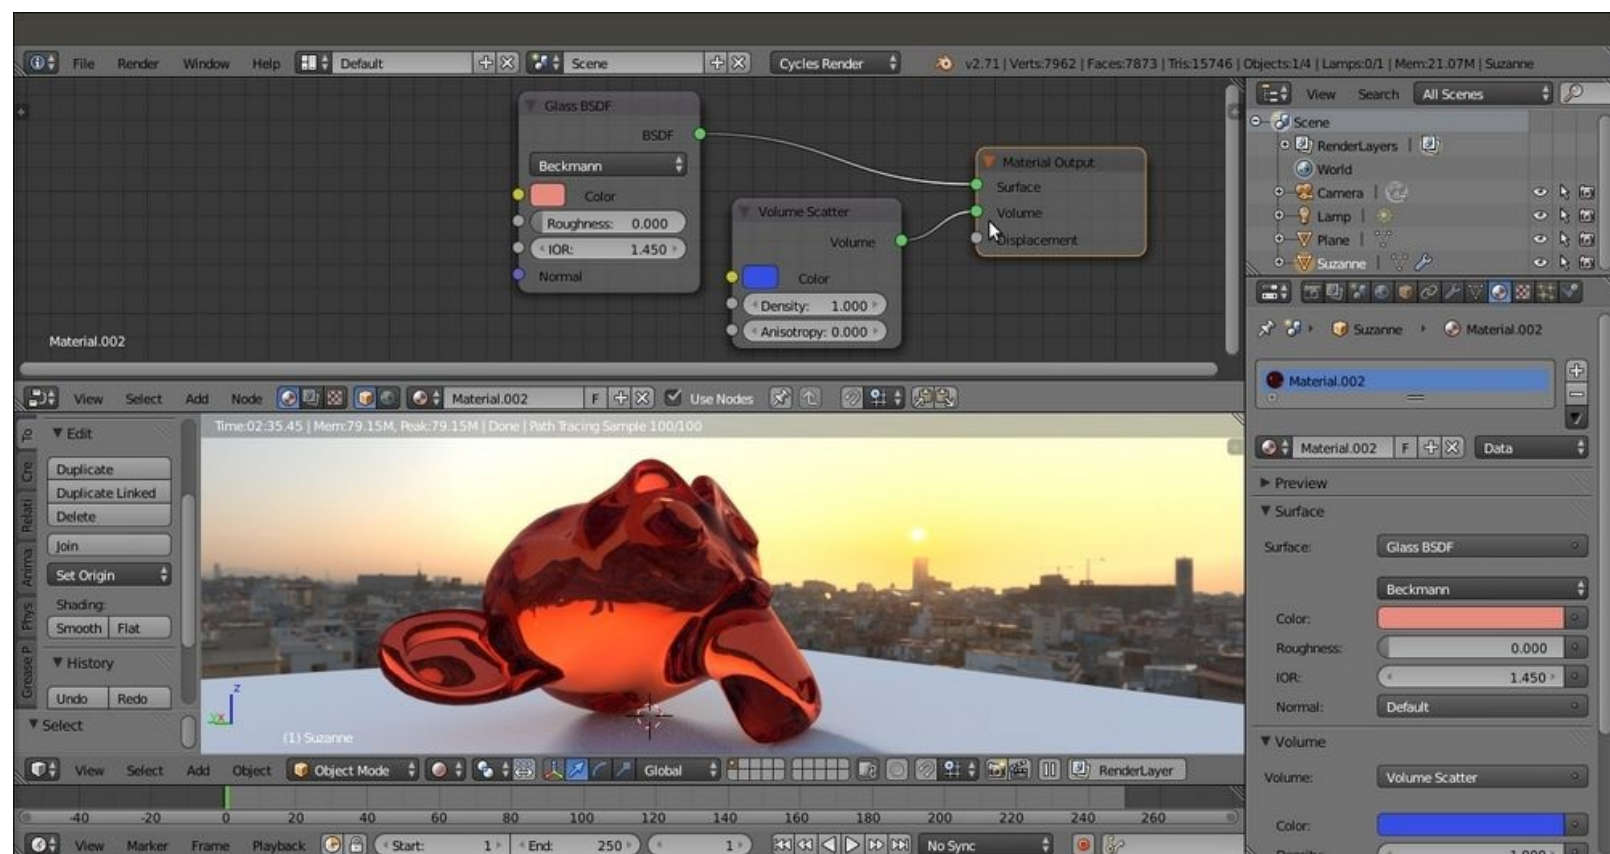 File Render Window Help Default Scene Cycles Render v2.71 | Verts:7962 | Faces:7873 | Tris:15746 | Objects:1/4 | Lamps:0/1 | Mem:21.07M | Suzanne
Glass BSDF
BSDF
Beckmann
Color
Roughness: 0.000
IOR: 1.450
Normal
Volume Scatter
Volume
Color
Density: 1.000
Anisotropy: 0.000
Material Output
Surface
Volume
Displacement
Material.002
View Select Add Node Material.002 F Use Nodes
View Search All Scenes
Scene
RenderLayers |
World
Camera |
Lamp |
Plane |
Suzanne |
Suzanne Material.002
Material.002
Material.002 F Data
Preview
Surface
Surface: Glass BSDF
Beckmann
Color:
Roughness: 0.000
IOR: 1.450
Normal: Default
Volume
Volume: Volume Scatter
Color:
Edit
Duplicate
Duplicate Linked
Delete
Join
Set Origin
Shading:
Smooth Flat
History
Undo Redo
Select
Cre
Relati
Anima
Phys
Grease P
Time:02:35.45 | Mem:79.15M, Peak:79.15M | Done | Path Tracing Sample 100/100
z
(1) Suzanne
View Select Add Object Object Mode Global RenderLayer
-40 -20 0 20 40 60 80 100 120 140 160 180 200 220 240 260
View Marker Frame Playback Start: 1 End: 250 1 No Sync